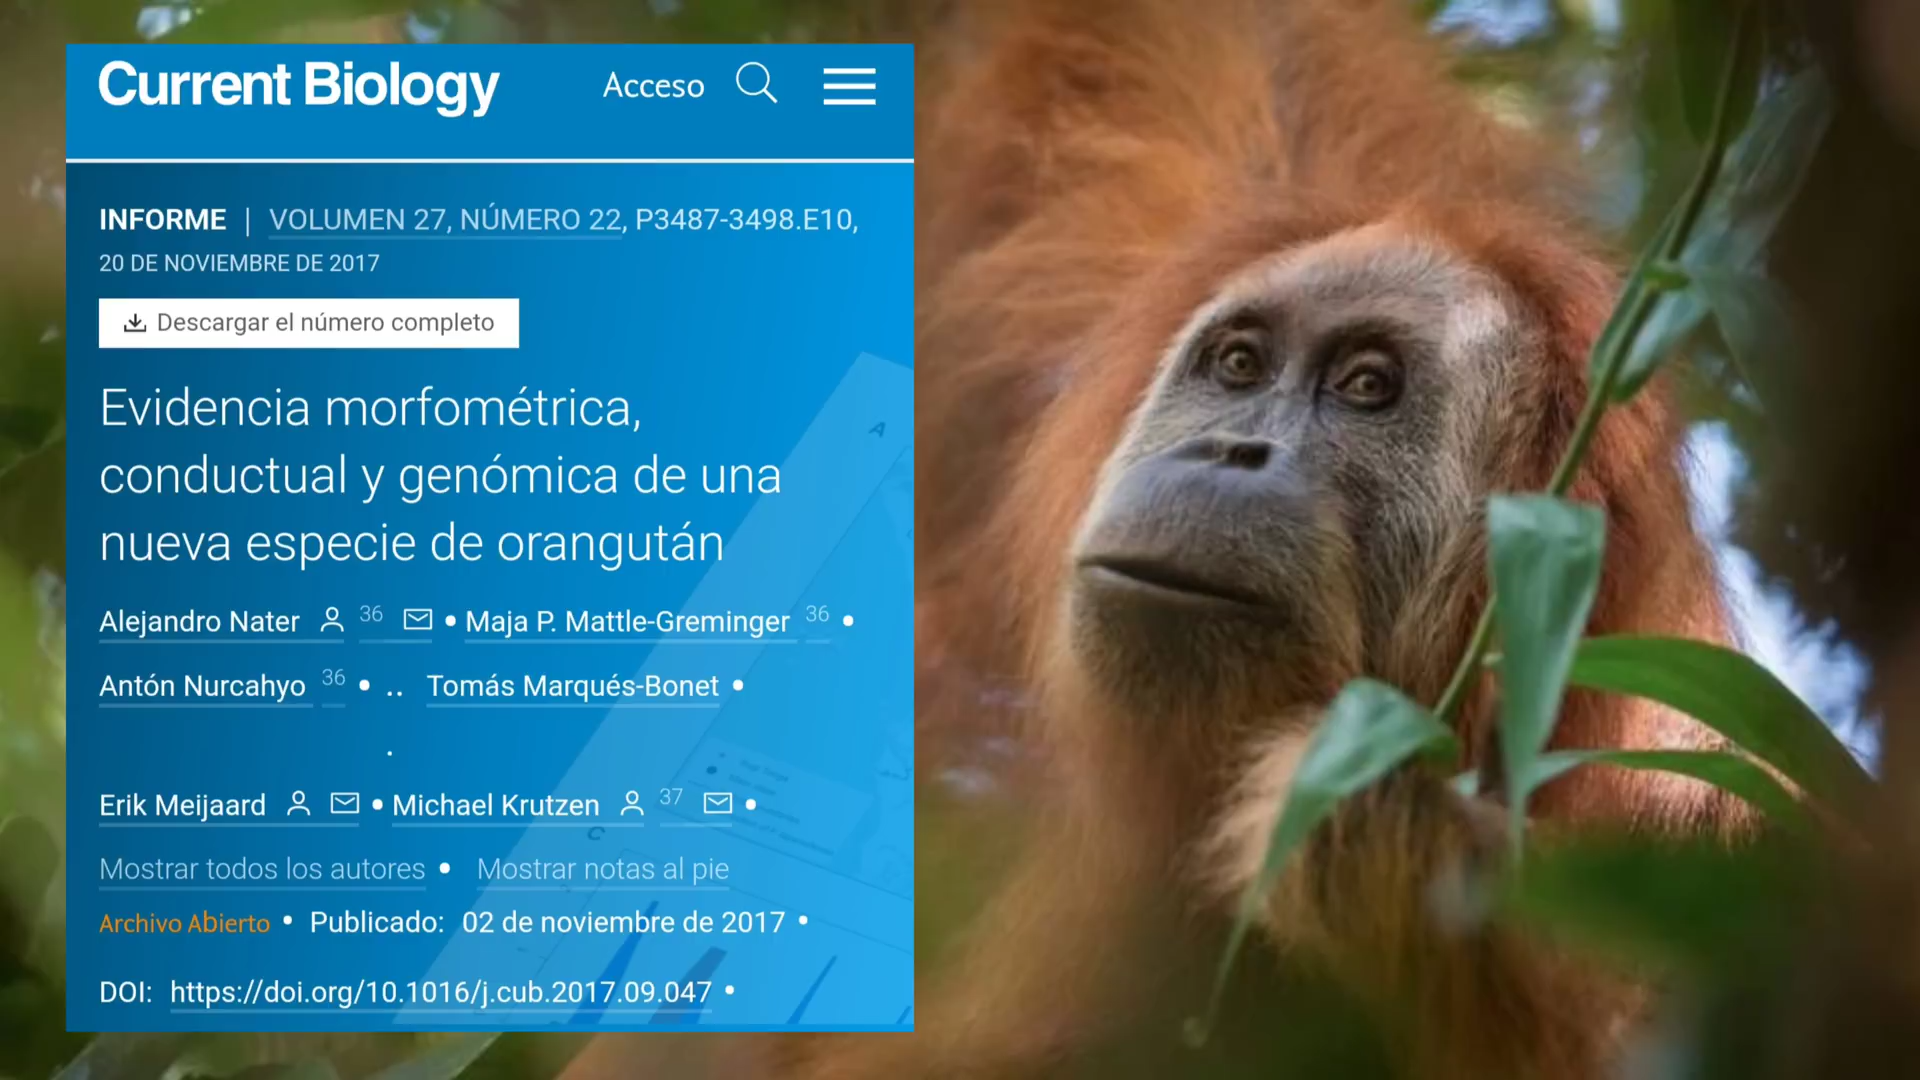 Current Biology Acceso
INFORME | VOLUMEN 27, NÚMERO 22, P3487-3498.E10,
20 DE NOVIEMBRE DE 2017
Descargar el número completo
Evidencia morfométrica,
conductual y genómica de una
nueva especie de orangután
Alejandro Nater 36 • Maja P. Mattle-Greminger 36 •
Antón Nurcahyo 36 • .. Tomás Marqués-Bonet •
.
Erik Meijaard • Michael Krutzen 37 •
Mostrar todos los autores • Mostrar notas al pie
Archivo Abierto • Publicado: 02 de noviembre de 2017 •
DOI: https://doi.org/10.1016/j.cub.2017.09.047 •
A
C